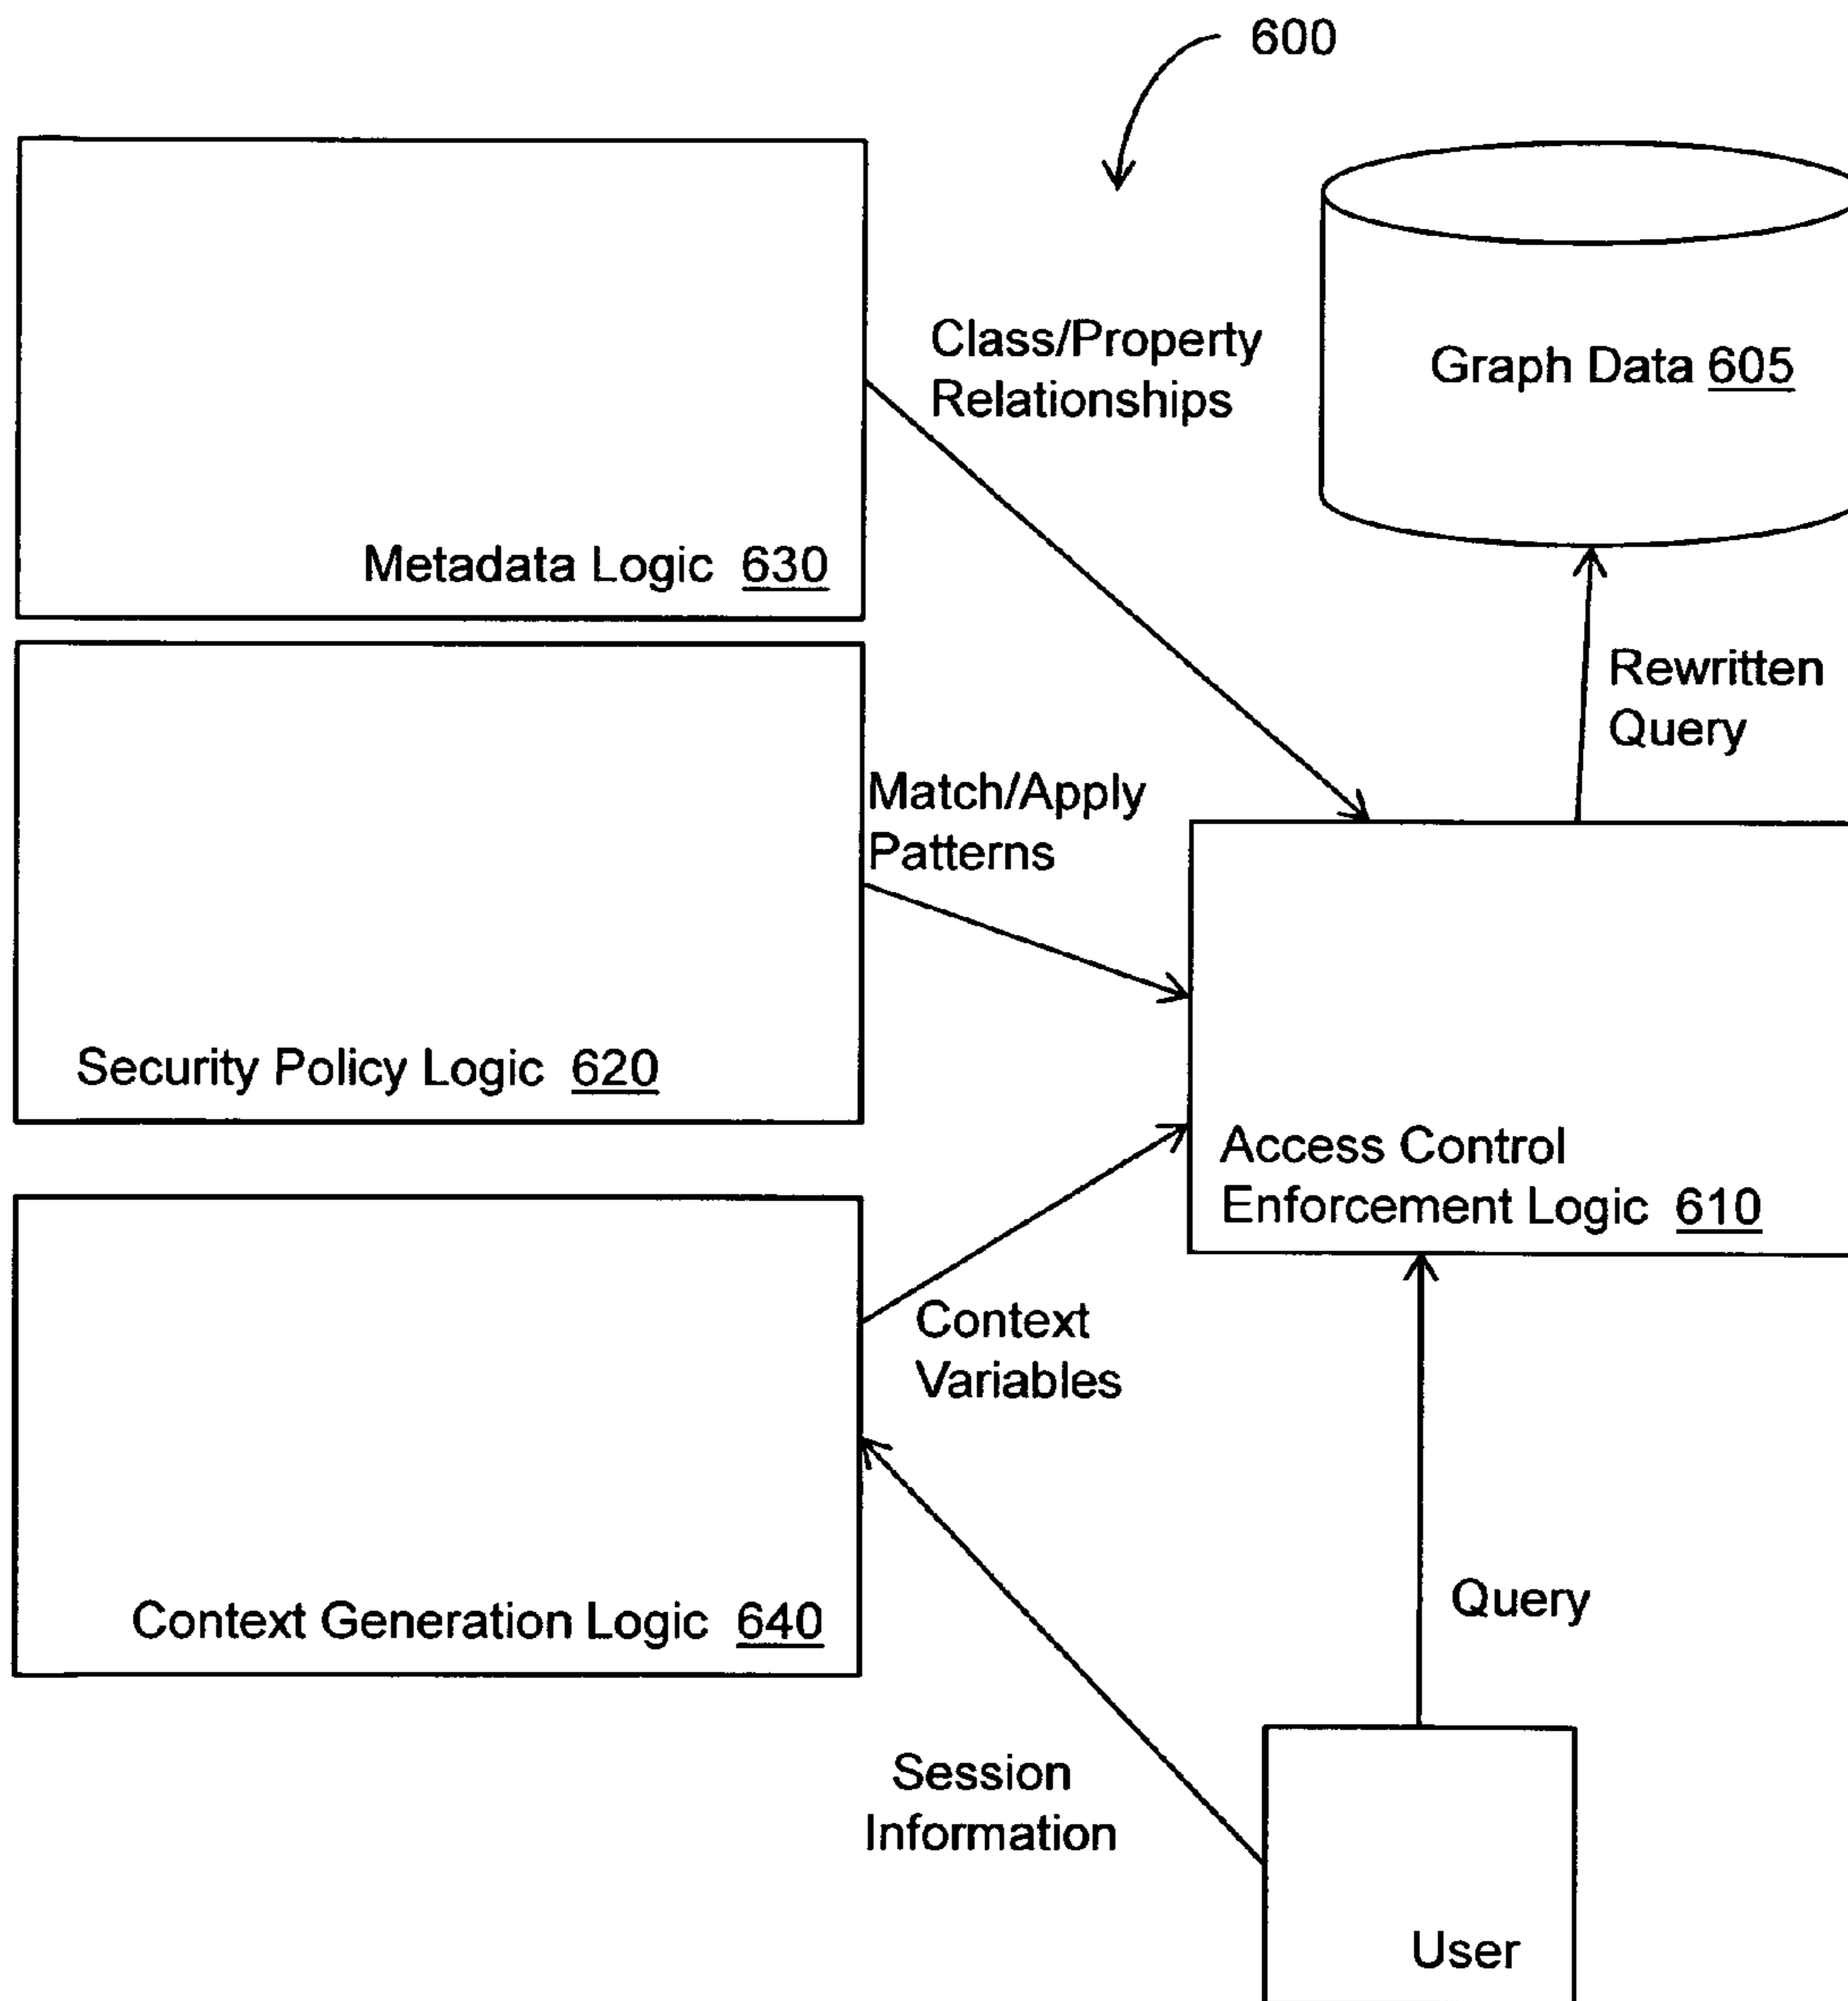 600
Class/Property
Relationships
Graph Data 605
Metadata Logic 630
Rewritten
Query
Match/Apply
Patterns
Security Policy Logic 620
Access Control
Enforcement Logic 610
Context
Variables
Context Generation Logic 640
Query
Session
Information
User